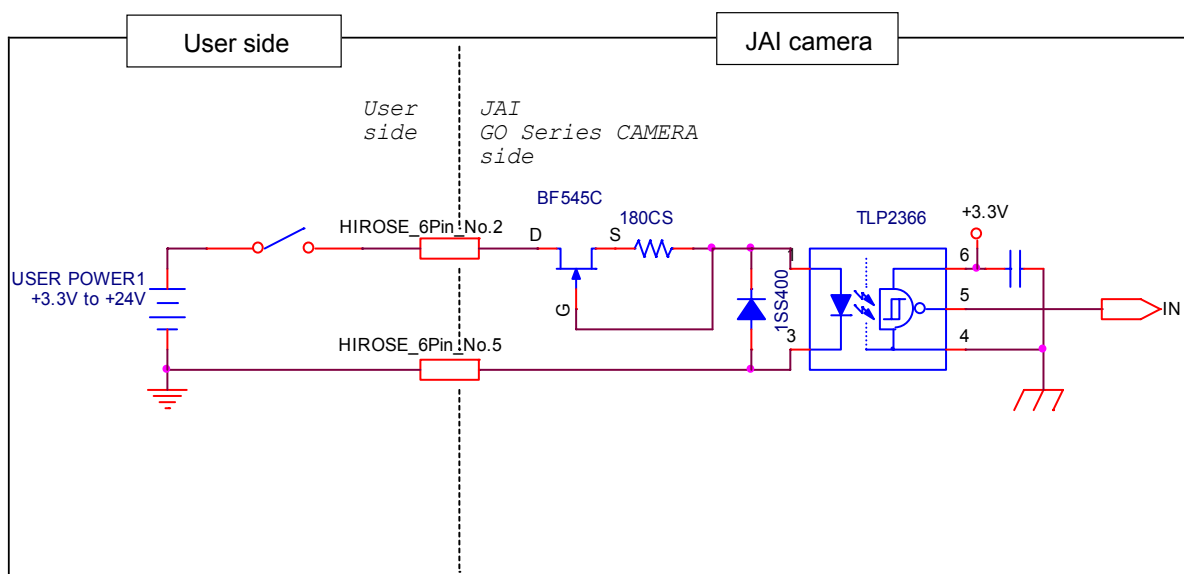 User side
JAI camera
User
side
JAI
GO Series CAMERA
side
BF545C
180CS
TLP2366
+3.3V
HIROSE_6Pin_No.2
D
S
G
1
6
USER POWER1
+3.3V to +24V
1SS400
5
IN
3
4
HIROSE_6Pin_No.5